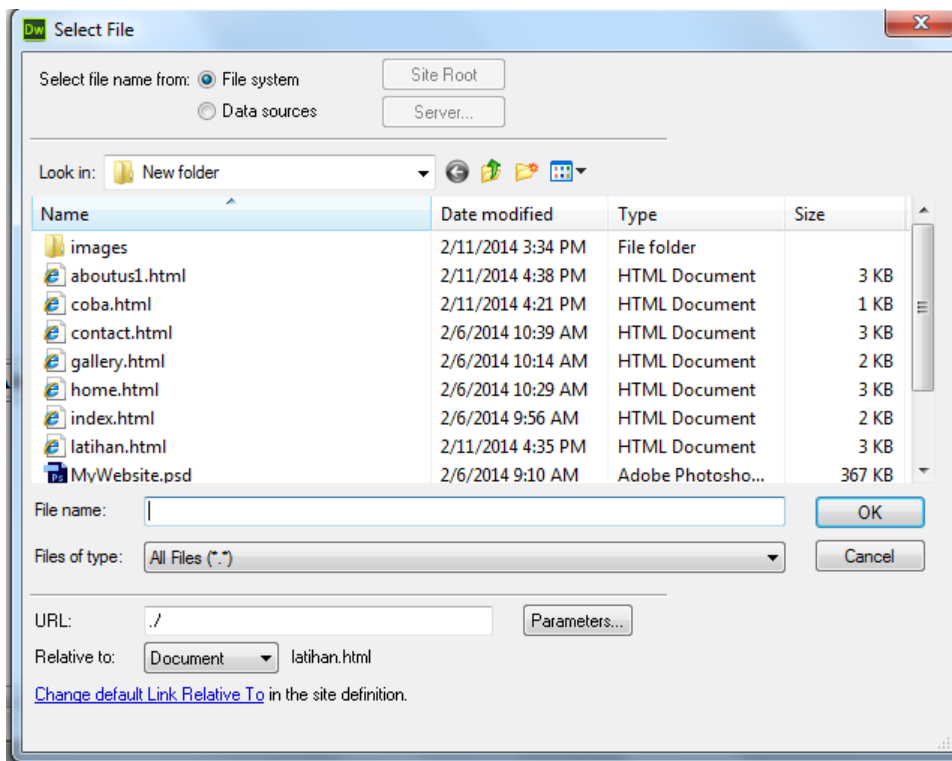 Dw Select File
Select file name from: File system Site Root
Data sources Server...
Look in: New folder
Name Date modified Type Size
images 2/11/2014 3:34 PM File folder
aboutus1.html 2/11/2014 4:38 PM HTML Document 3 KB
coba.html 2/11/2014 4:21 PM HTML Document 1 KB
contact.html 2/6/2014 10:39 AM HTML Document 3 KB
gallery.html 2/6/2014 10:14 AM HTML Document 2 KB
home.html 2/6/2014 10:29 AM HTML Document 3 KB
index.html 2/6/2014 9:56 AM HTML Document 2 KB
latihan.html 2/11/2014 4:35 PM HTML Document 3 KB
Ps MyWebsite.psd 2/6/2014 9:10 AM Adobe Photosho... 367 KB
File name: OK
Files of type: All Files (*.*) Cancel
URL: ./ Parameters...
Relative to: Document latihan.html
Change default Link Relative To in the site definition.